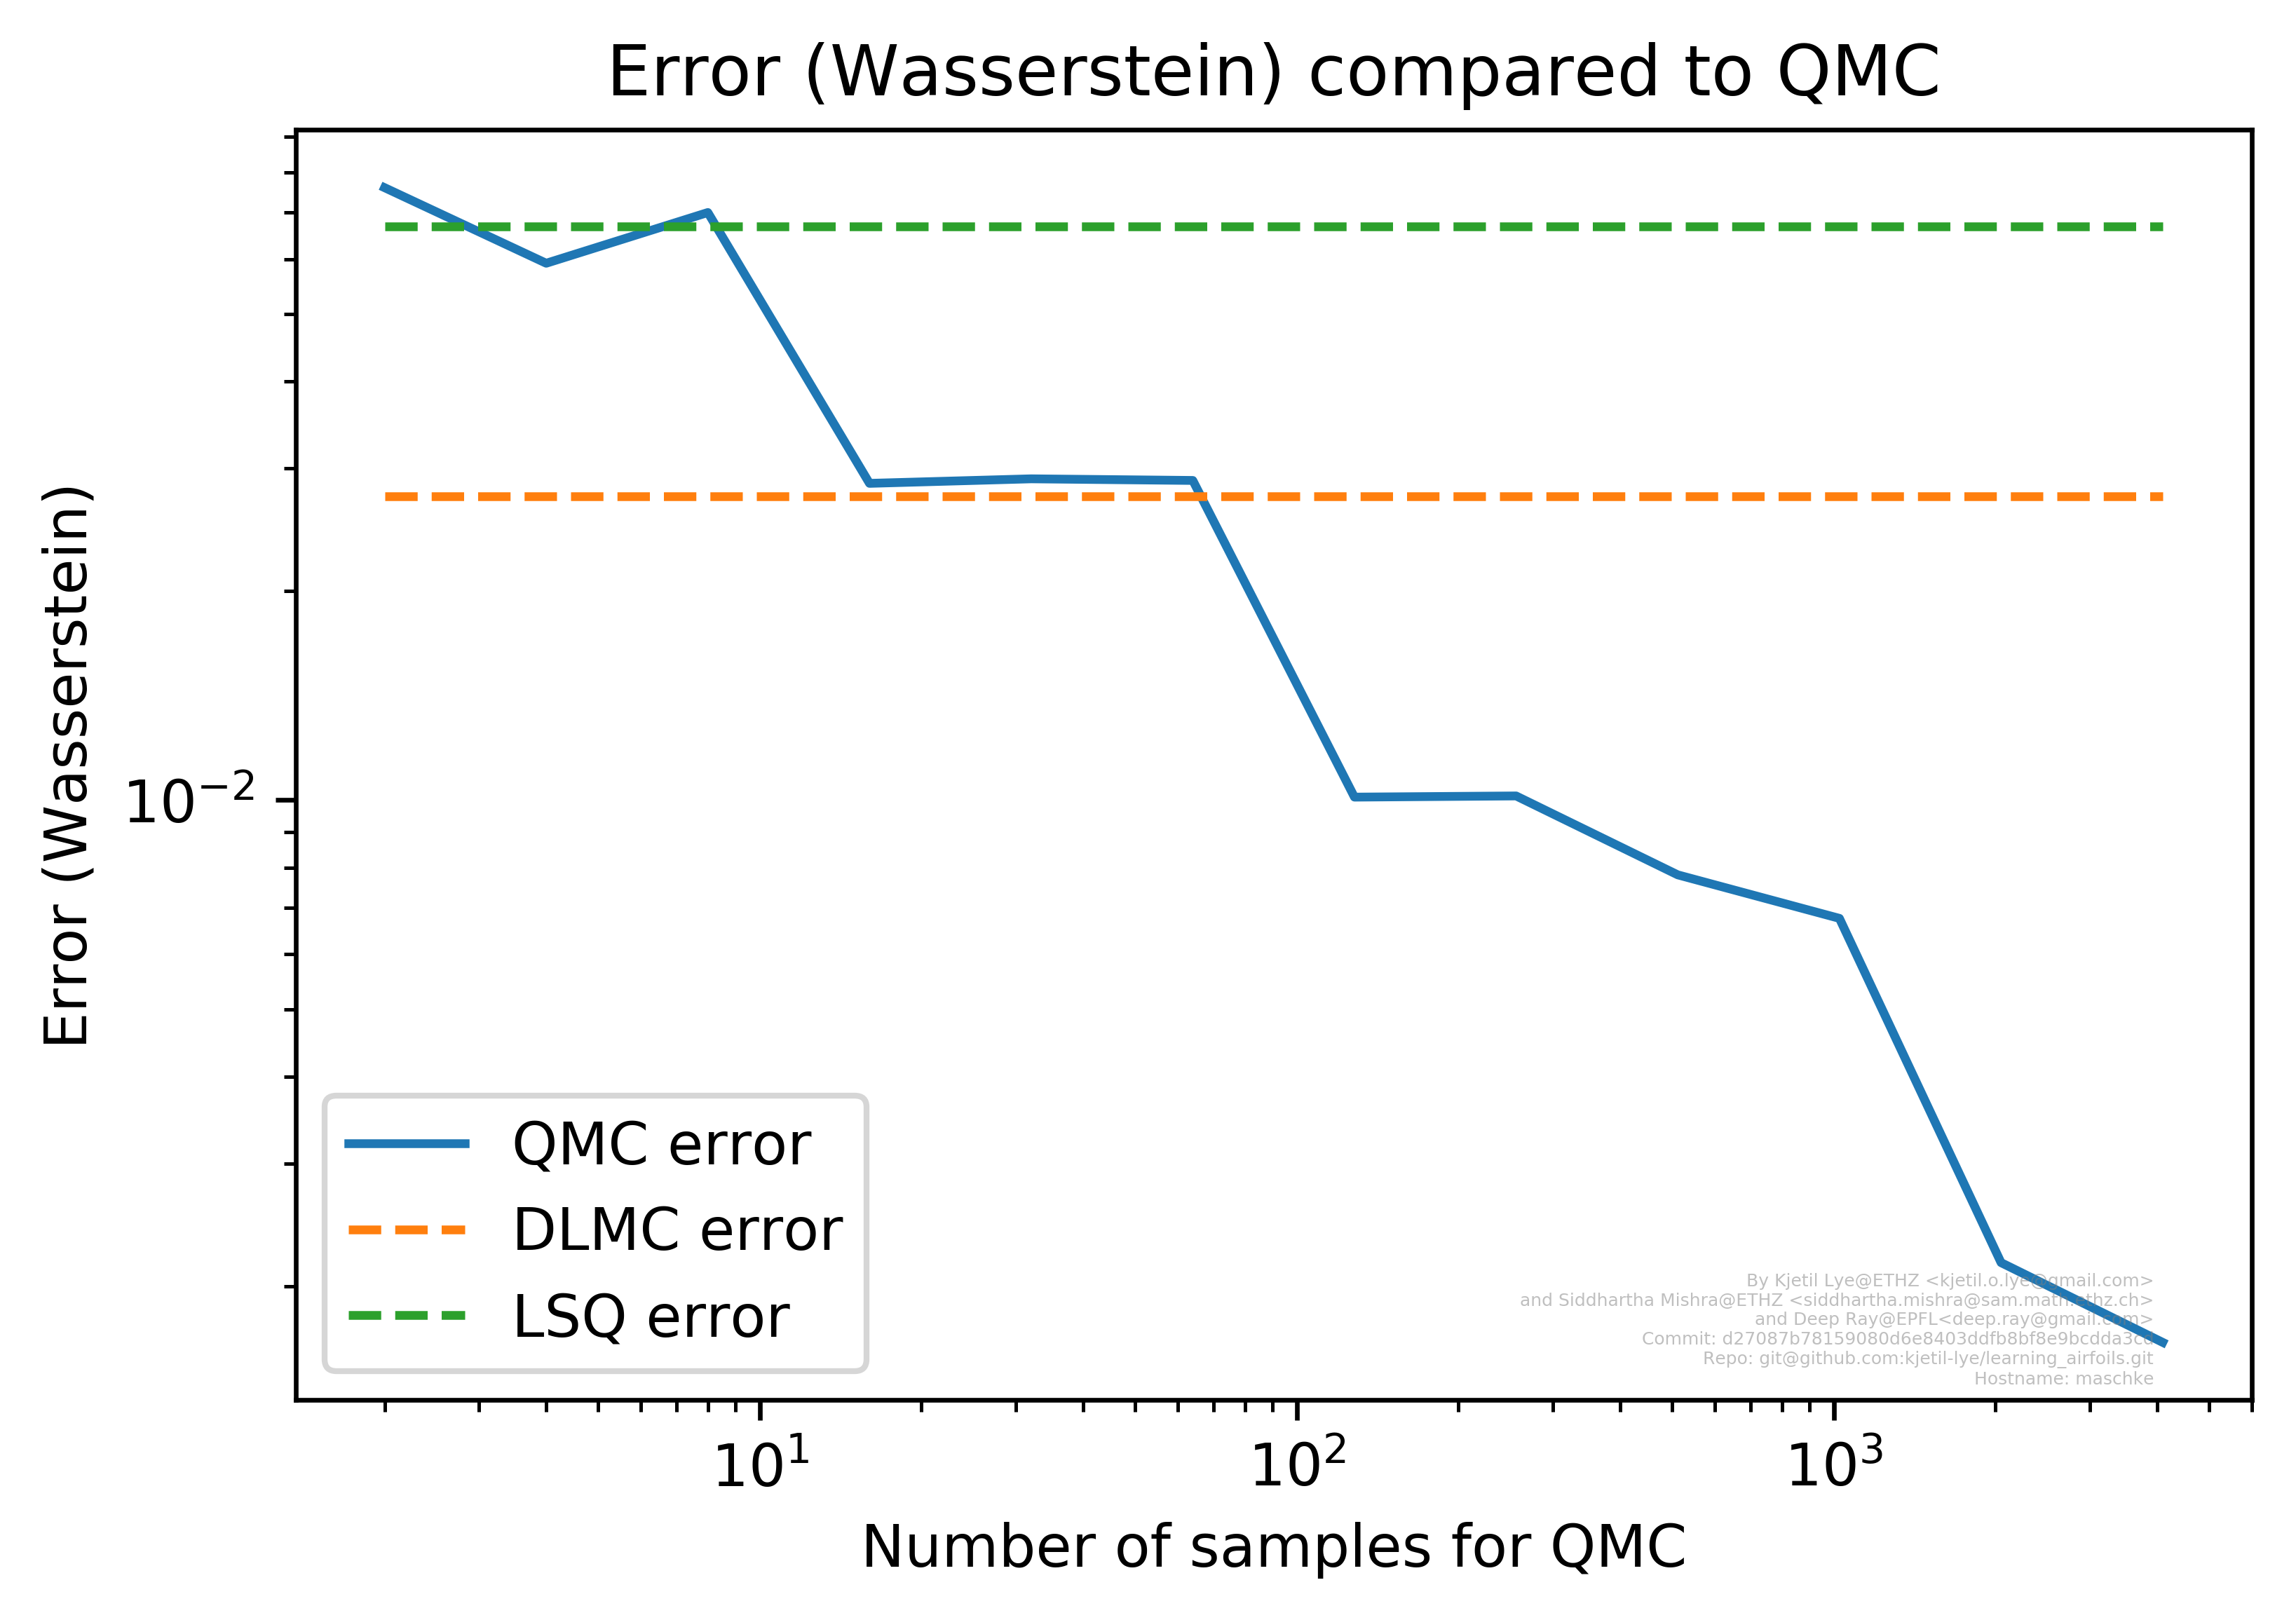 Error (Wasserstein) compared to QMC
Error (Wasserstein)
10⁻²
QMC error
DLMC error
LSQ error
By Kjetil Lye@ETHZ <kjetil.o.lye@gmail.com>
and Siddhartha Mishra@ETHZ <siddhartha.mishra@sam.math.ethz.ch>
and Deep Ray@EPFL<deep.ray@gmail.com>
Commit: d27087b78159080d6e8403ddfb8bf8e9bcdda3cd
Repo: git@github.com:kjetil-lye/learning_airfoils.git
Hostname: maschke
10¹ 10² 10³
Number of samples for QMC